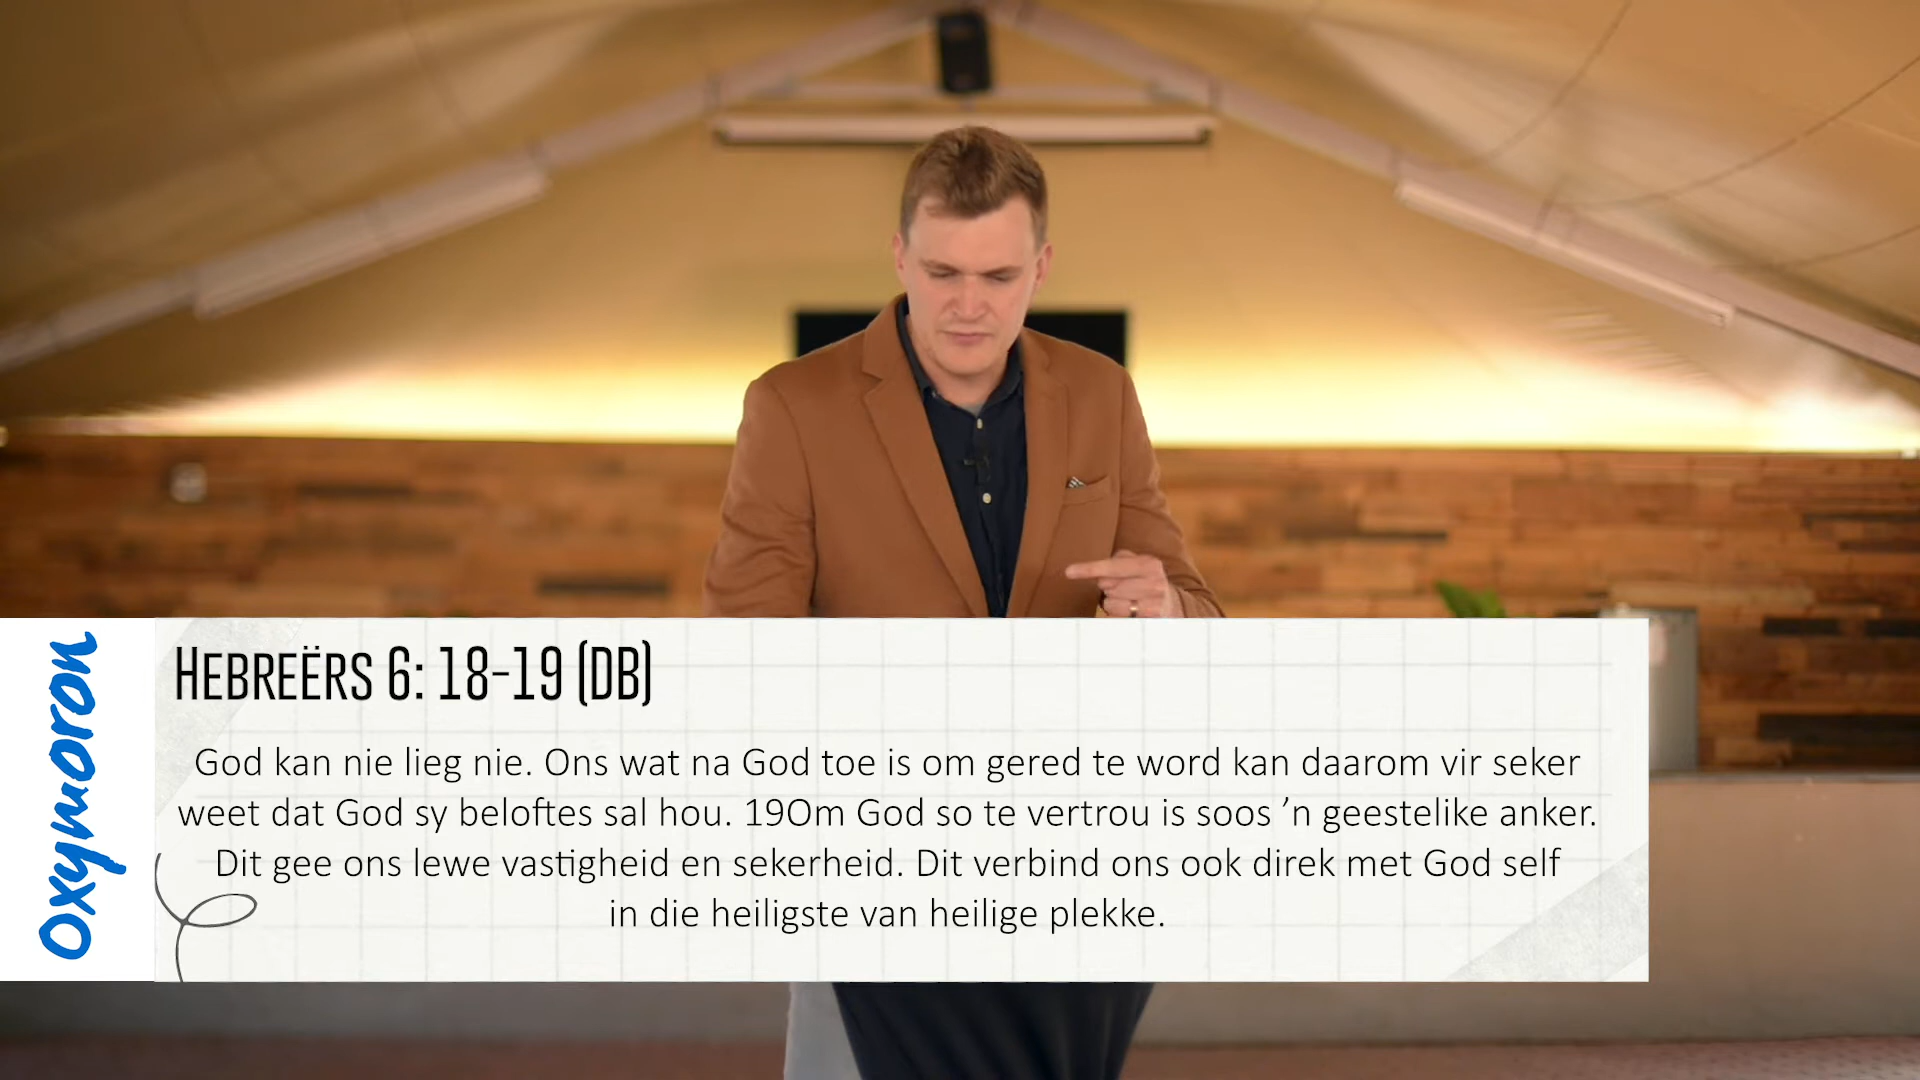 Oxymoron
HEBREËRS 6: 18-19 (DB)
God kan nie lieg nie. Ons wat na God toe is om gered te word kan daarom vir seker
weet dat God sy beloftes sal hou. 19Om God so te vertrou is soos ’n geestelike anker.
Dit gee ons lewe vastigheid en sekerheid. Dit verbind ons ook direk met God self
in die heiligste van heilige plekke.